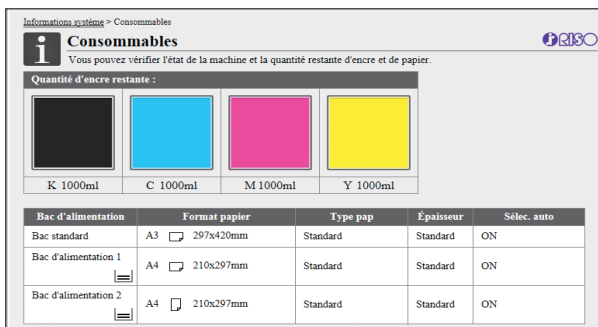 Informations système > Consommables
i Consommables
RISO
Vous pouvez vérifier l'état de la machine et la quantité restante d'encre et de papier.
Quantité d'encre restante :
K 1000ml C 1000ml M 1000ml Y 1000ml
Bac d'alimentation Format papier Type pap Épaisseur Sélec. auto
Bac standard A3 297x420mm Standard Standard ON
Bac d'alimentation 1 A4 210x297mm Standard Standard ON
Bac d'alimentation 2 A4 210x297mm Standard Standard ON